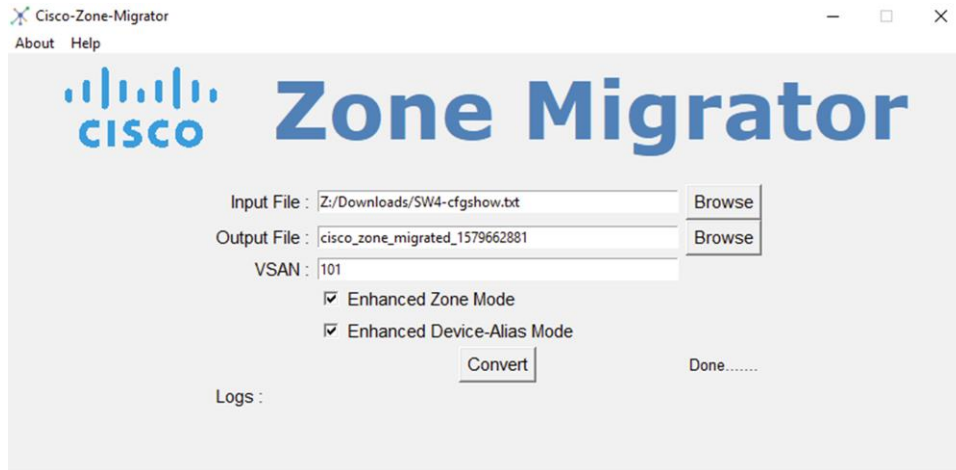 Cisco-Zone-Migrator
About Help
CISCO
Zone Migrator
Input File : Z:/Downloads/SW4-cfgshow.txt Browse
Output File : cisco_zone_migrated_1579662881 Browse
VSAN : 101
Enhanced Zone Mode
Enhanced Device-Alias Mode
Convert Done.......
Logs :